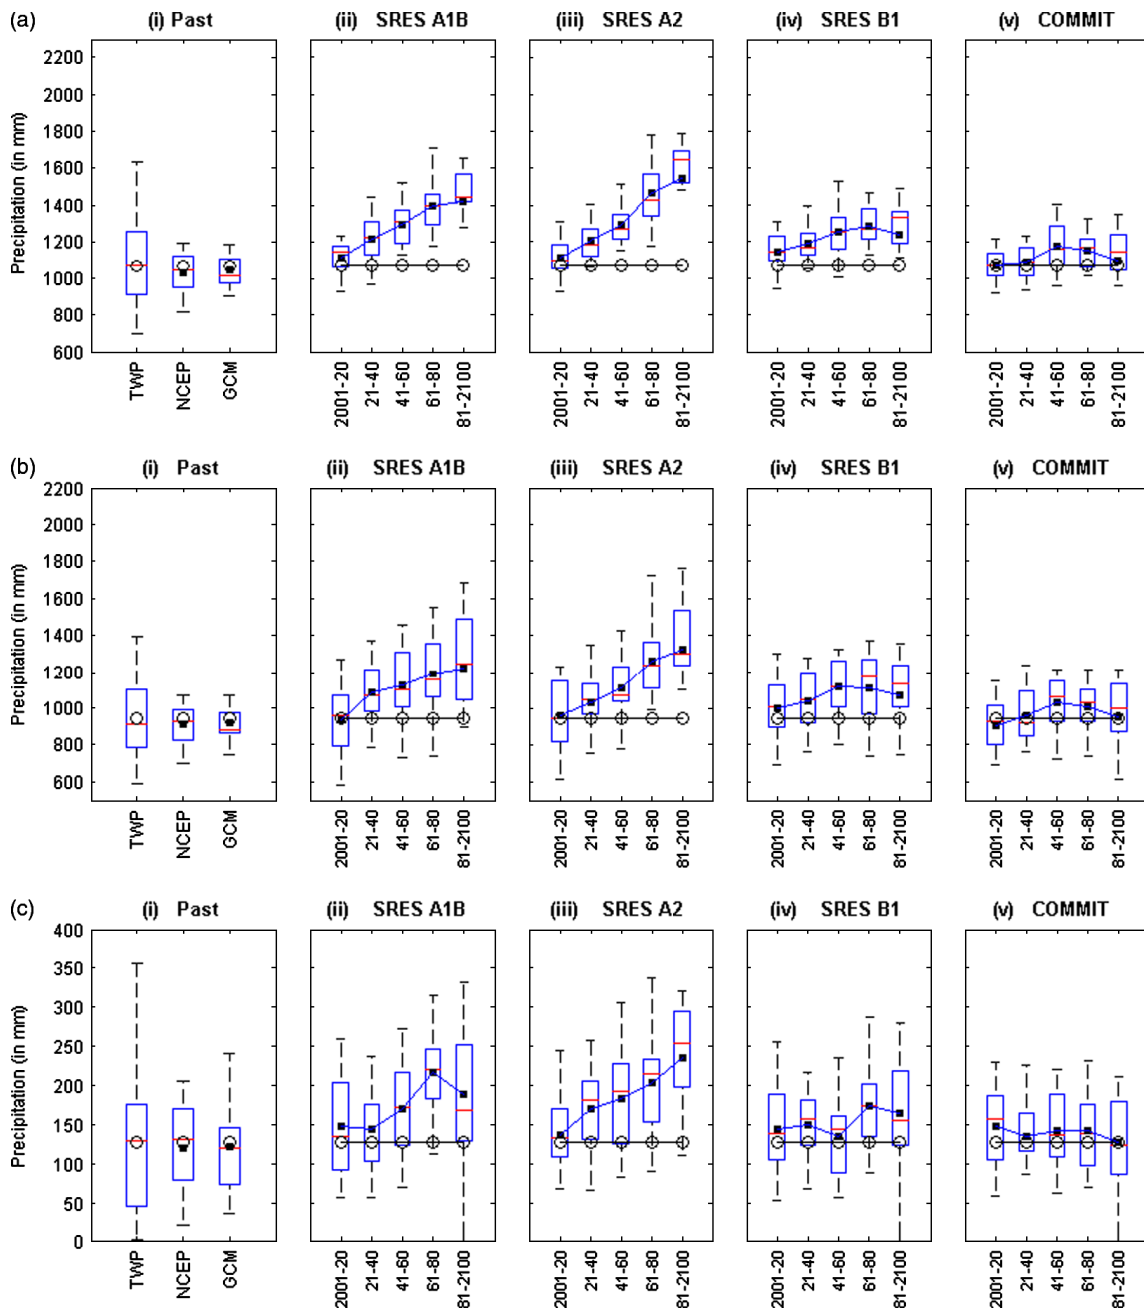 (a)
(i) Past
(ii) SRES A1B
(iii) SRES A2
(iv) SRES B1
(v) COMMIT
Precipitation (in mm)
2200
2000
1800
1600
1400
1200
1000
800
600
TWP
NCEP
GCM
2001-20
21-40
41-60
61-80
81-2100
2001-20
21-40
41-60
61-80
81-2100
2001-20
21-40
41-60
61-80
81-2100
2001-20
21-40
41-60
61-80
81-2100
(b)
(i) Past
(ii) SRES A1B
(iii) SRES A2
(iv) SRES B1
(v) COMMIT
Precipitation (in mm)
2200
2000
1800
1600
1400
1200
1000
800
600
TWP
NCEP
GCM
2001-20
21-40
41-60
61-80
81-2100
2001-20
21-40
41-60
61-80
81-2100
2001-20
21-40
41-60
61-80
81-2100
2001-20
21-40
41-60
61-80
81-2100
(c)
(i) Past
(ii) SRES A1B
(iii) SRES A2
(iv) SRES B1
(v) COMMIT
Precipitation (in mm)
400
350
300
250
200
150
100
50
0
TWP
NCEP
GCM
2001-20
21-40
41-60
61-80
81-2100
2001-20
21-40
41-60
61-80
81-2100
2001-20
21-40
41-60
61-80
81-2100
2001-20
21-40
41-60
61-80
81-2100